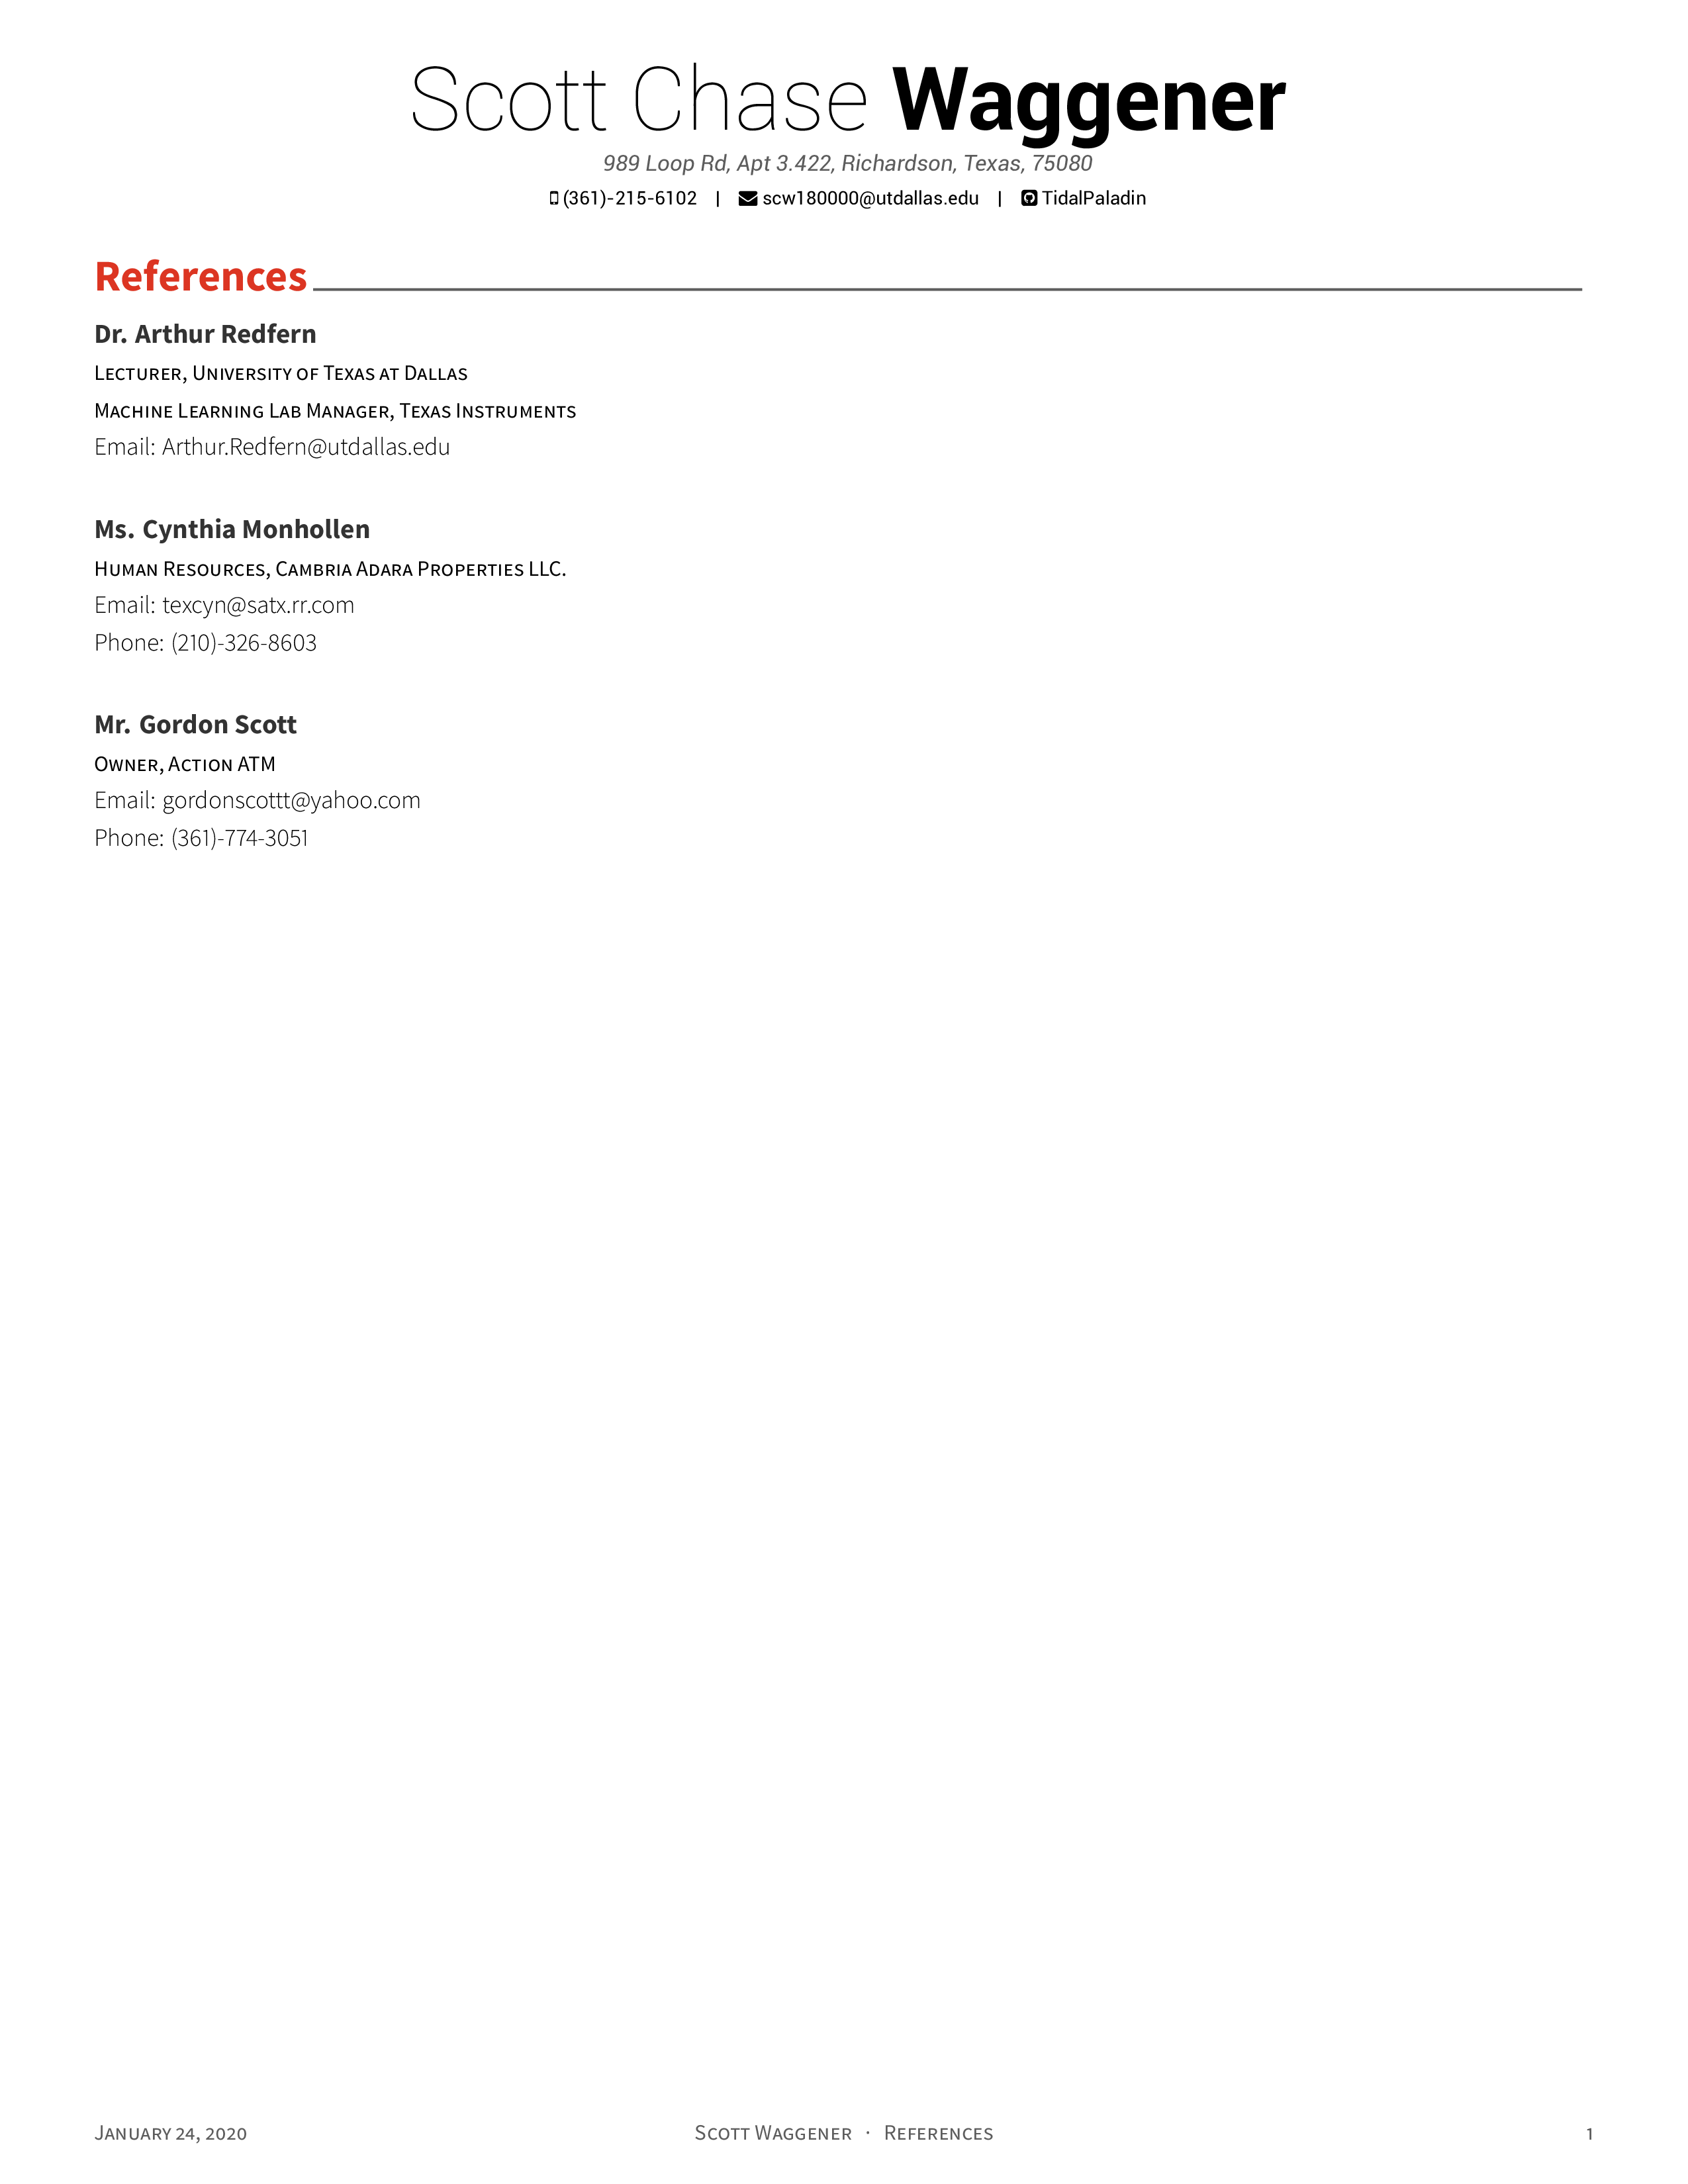 Scott Chase Waggener
989 Loop Rd, Apt 3.422, Richardson, Texas, 75080
(361)-215-6102 | scw180000@utdallas.edu | TidalPaladin
References
Dr. Arthur Redfern
Lecturer, University of Texas at Dallas
Machine Learning Lab Manager, Texas Instruments
Email: Arthur.Redfern@utdallas.edu
Ms. Cynthia Monhollen
Human Resources, Cambria Adara Properties LLC.
Email: texcyn@satx.rr.com
Phone: (210)-326-8603
Mr. Gordon Scott
Owner, Action ATM
Email: gordonscottt@yahoo.com
Phone: (361)-774-3051
January 24, 2020 Scott Waggener · References 1